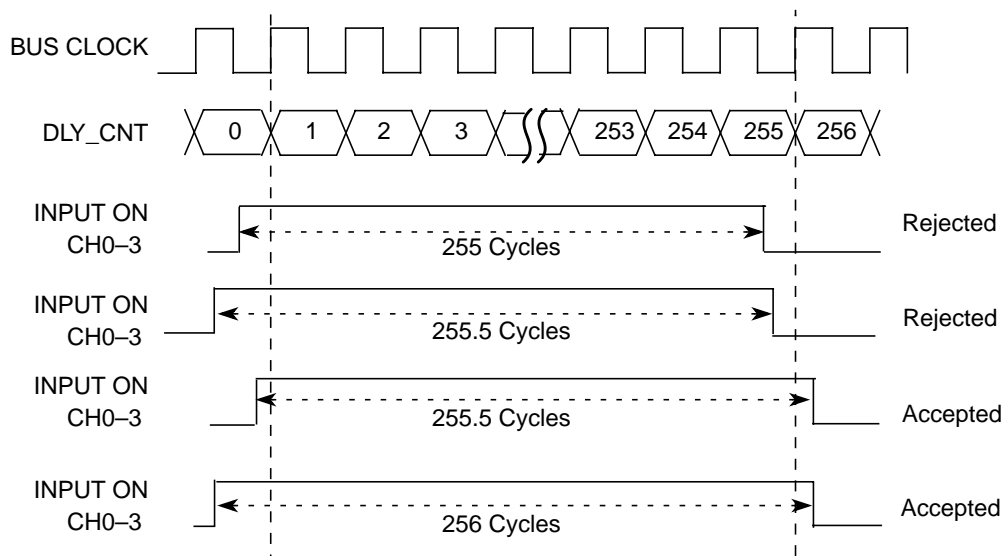 BUS CLOCK
DLY_CNT
0 1 2 3 253 254 255 256
INPUT ON
CH0–3
255 Cycles
Rejected
INPUT ON
CH0–3
255.5 Cycles
Rejected
INPUT ON
CH0–3
255.5 Cycles
Accepted
INPUT ON
CH0–3
256 Cycles
Accepted